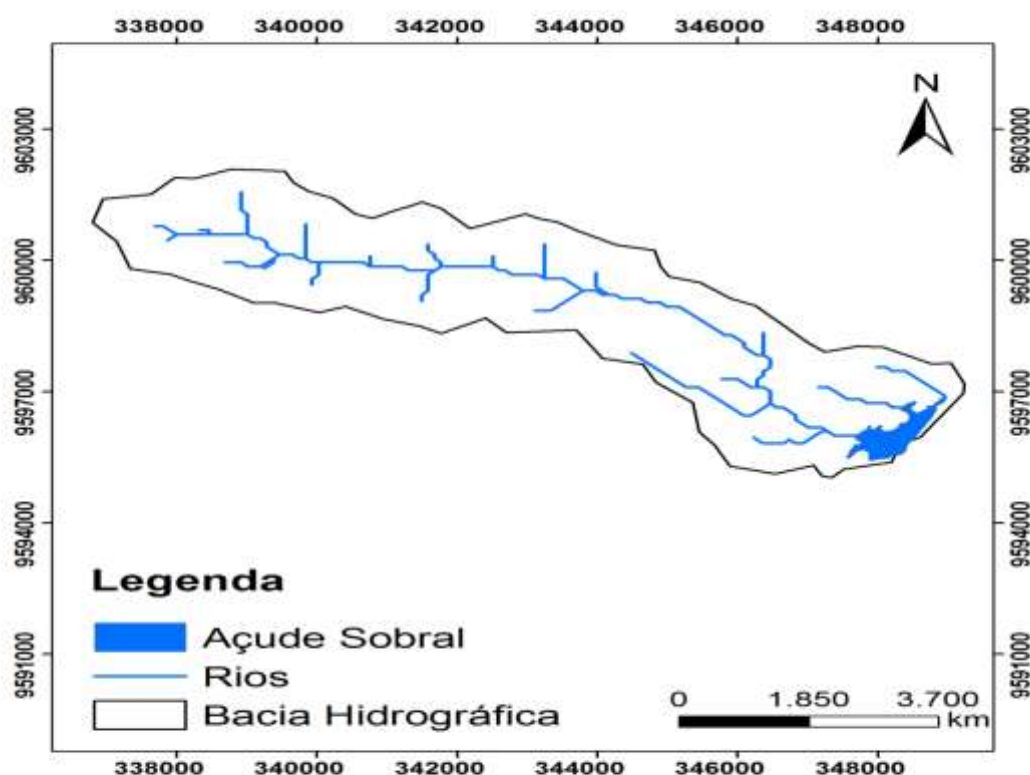 338000 340000 342000 344000 346000 348000
N
9603000 9603000
9600000 9600000
9597000 9597000
9594000 9594000
9591000 9591000
Legenda
Açude Sobral
Rios
Bacia Hidrográfica
0 1.850 3.700
km
338000 340000 342000 344000 346000 348000